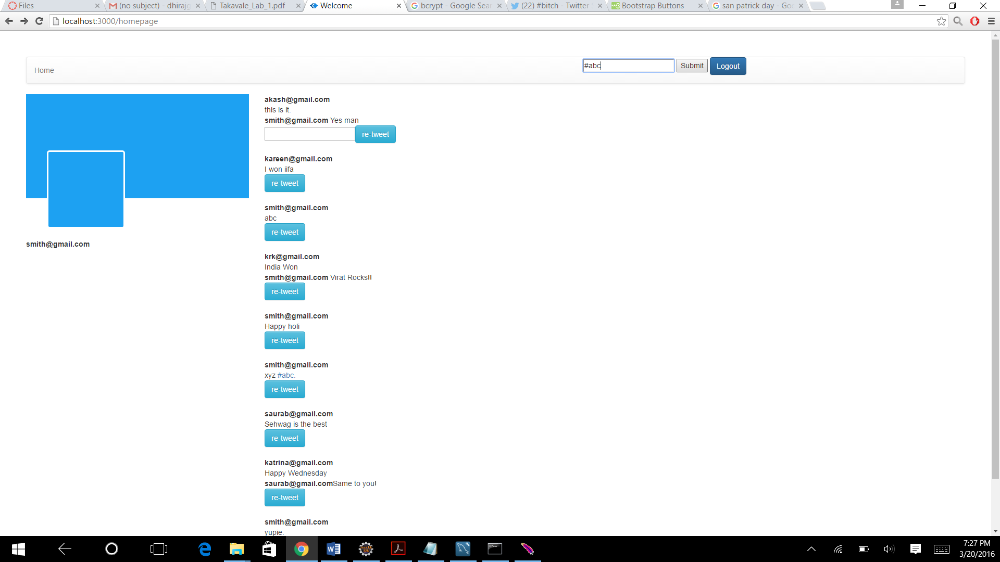 Files
(no subject) - dhiraj
Takavale_Lab_1.pdf
Welcome
bcrypt - Google Sea
(22) #bitch - Twitter
Bootstrap Buttons
san patrick day - Go
localhost:3000/homepage
Home
#abc
Submit
Logout
smith@gmail.com
akash@gmail.com
this is it.
smith@gmail.com Yes man
re-tweet
kareen@gmail.com
I won iifa
re-tweet
smith@gmail.com
abc
re-tweet
krk@gmail.com
India Won
smith@gmail.com Virat Rocks!!
re-tweet
smith@gmail.com
Happy holi
re-tweet
smith@gmail.com
xyz #abc.
re-tweet
saurab@gmail.com
Sehwag is the best
re-tweet
katrina@gmail.com
Happy Wednesday
saurab@gmail.comSame to you!
re-tweet
smith@gmail.com
yupie.
7:27 PM
3/20/2016